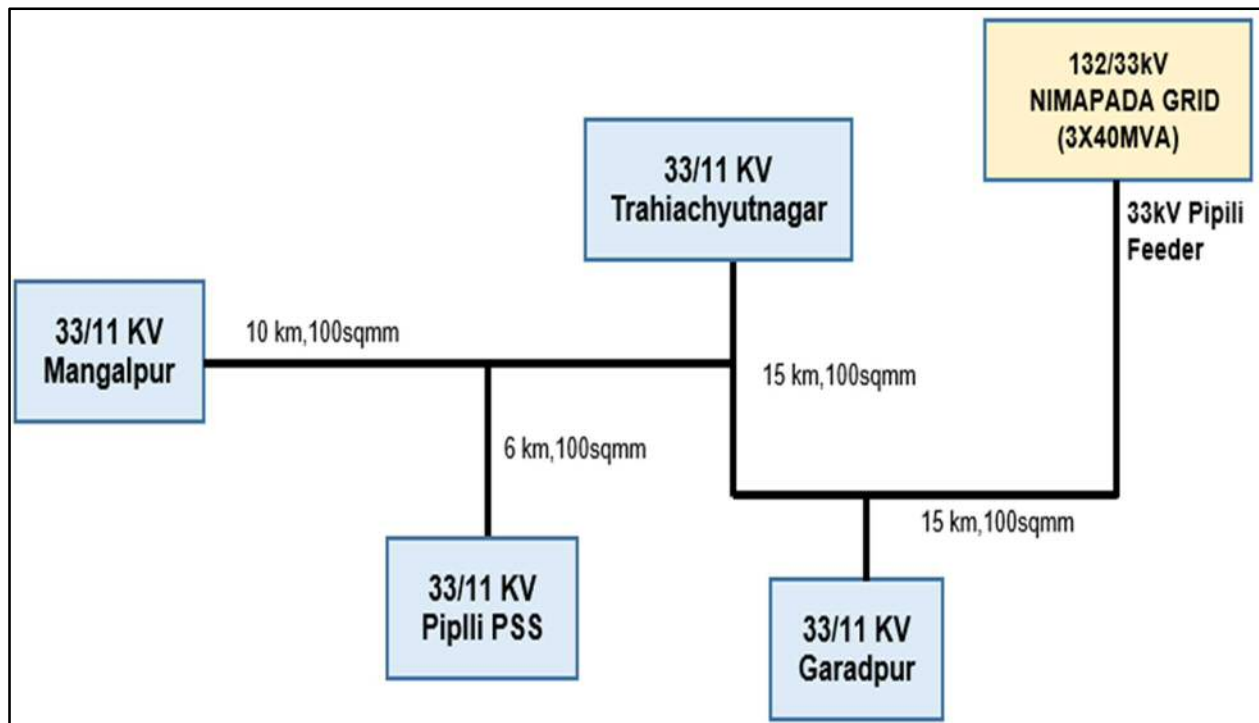 132/33kV
NIMAPADA GRID
(3X40MVA)
33/11 KV
Trahiachyutnagar
33kV Pipili
Feeder
33/11 KV
Mangalpur
10 km,100sqmm
15 km,100sqmm
6 km,100sqmm
15 km,100sqmm
33/11 KV
Piplli PSS
33/11 KV
Garadpur